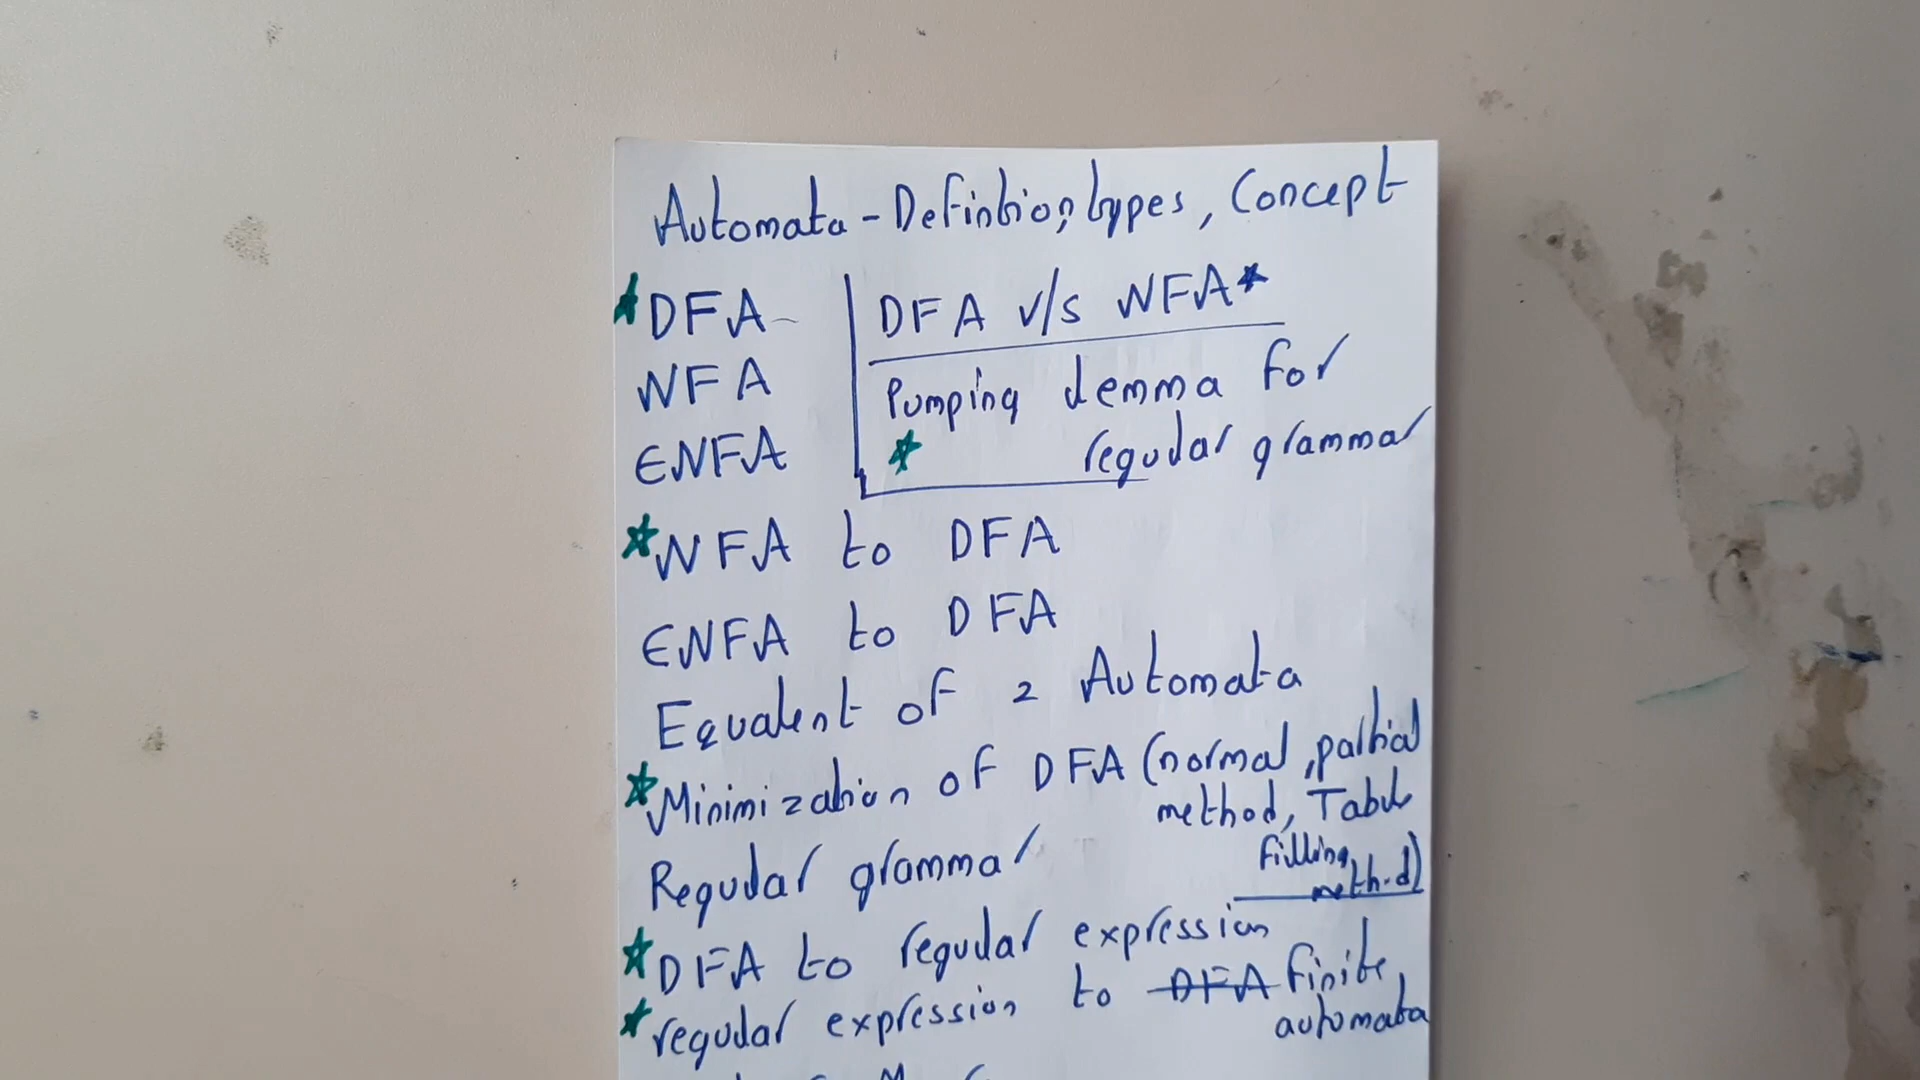 Automata - Defintion, types, Concept
DFA
NFA
ENFA
DFA v/s NFA
Pumping lemma for
regular grammar
NFA to DFA
ENFA to DFA
Equalent of 2 Automata
Minimization of DFA (normal, partial
method, Table
filling
method)
Regular grammar
DFA to regular expression
regular expression to DFA finite
automata